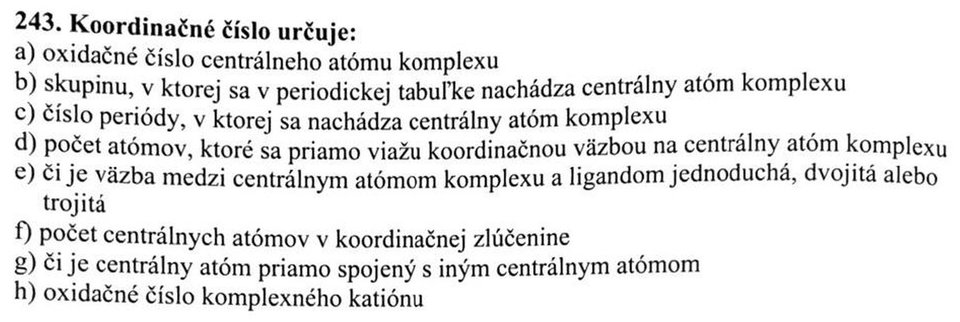 243. Koordinačné číslo určuje:
a) oxidačné číslo centrálneho atómu komplexu
b) skupinu, v ktorej sa v periodickej tabuľke nachádza centrálny atóm komplexu
c) číslo periódy, v ktorej sa nachádza centrálny atóm komplexu
d) počet atómov, ktoré sa priamo viažu koordinačnou väzbou na centrálny atóm komplexu
e) či je väzba medzi centrálnym atómom komplexu a ligandom jednoduchá, dvojitá alebo
trojitá
f) počet centrálnych atómov v koordinačnej zlúčenine
g) či je centrálny atóm priamo spojený s iným centrálnym atómom
h) oxidačné číslo komplexného katiónu